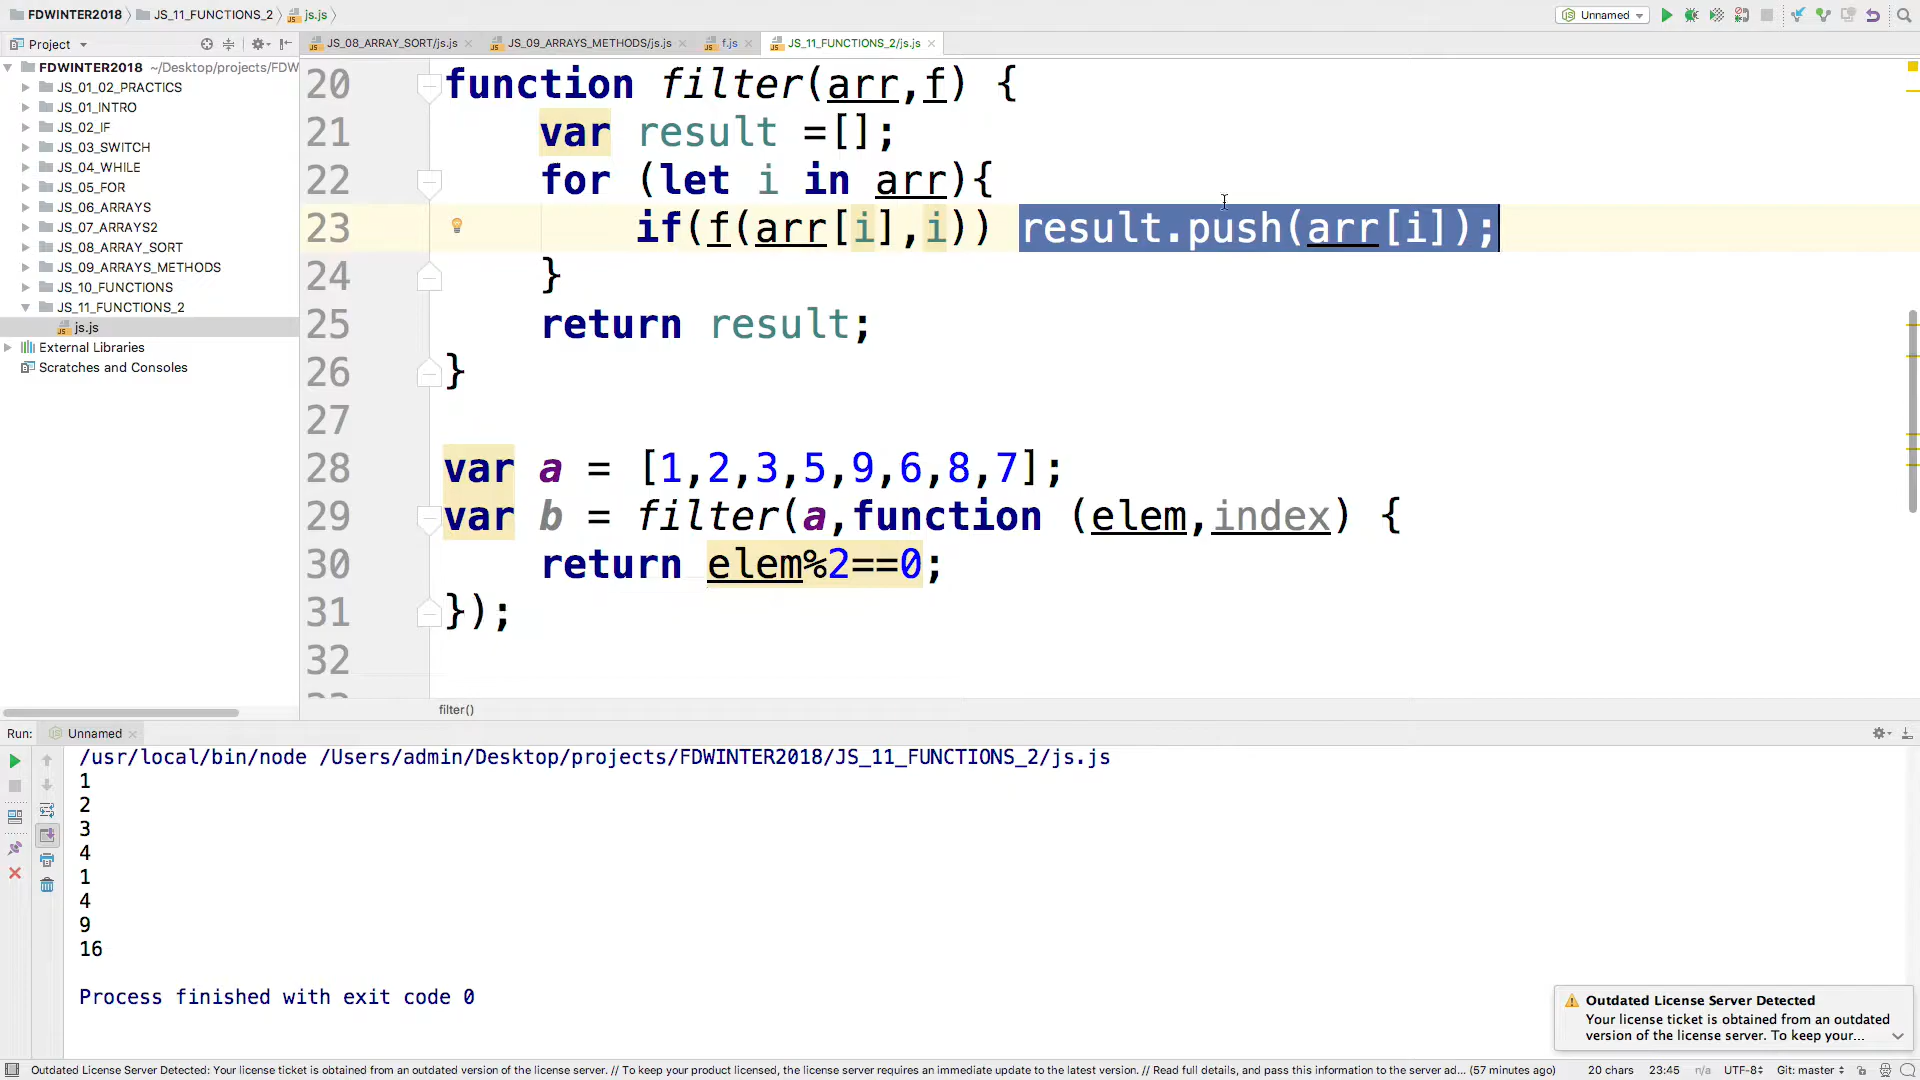 FDWINTER2018 JS_11_FUNCTIONS_2 js.js Unnamed
Project JS_08_ARRAY_SORT/js.js JS_09_ARRAYS_METHODS/js.js f.js JS_11_FUNCTIONS_2/js.js
FDWINTER2018 ~/Desktop/projects/FDW
JS_01_02_PRACTICS
JS_01_INTRO
JS_02_IF
JS_03_SWITCH
JS_04_WHILE
JS_05_FOR
JS_06_ARRAYS
JS_07_ARRAYS2
JS_08_ARRAY_SORT
JS_09_ARRAYS_METHODS
JS_10_FUNCTIONS
JS_11_FUNCTIONS_2
js.js
External Libraries
Scratches and Consoles
20 function filter(arr,f) {
21 var result =[];
22 for (let i in arr){
23 if(f(arr[i],i)) result.push(arr[i]);
24 }
25 return result;
26 }
27
28 var a = [1,2,3,5,9,6,8,7];
29 var b = filter(a,function (elem,index) {
30 return elem%2==0;
31 });
32
filter()
Run: Unnamed
/usr/local/bin/node /Users/admin/Desktop/projects/FDWINTER2018/JS_11_FUNCTIONS_2/js.js
1
2
3
4
1
4
9
16
Process finished with exit code 0
Outdated License Server Detected
Your license ticket is obtained from an outdated
version of the license server. To keep your...
Outdated License Server Detected: Your license ticket is obtained from an outdated version of the license server. // To keep your product licensed, the license server requires an immediate update to the latest version. // Read full details, and pass this information to the server ad... (57 minutes ago) 20 chars 23:45 n/a UTF-8 Git: master